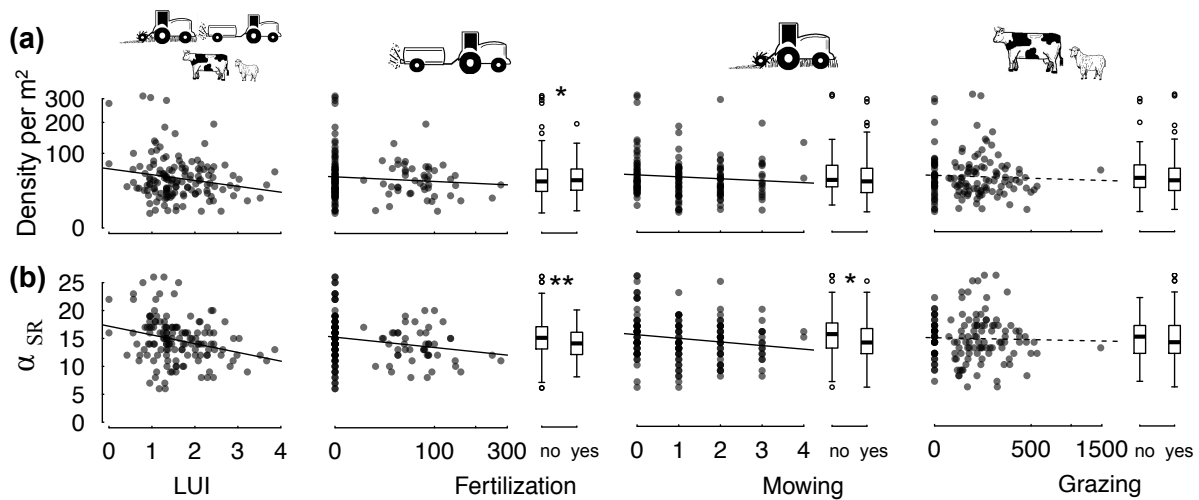 (a)
Density per m²
300
200
100
0
*
(b)
α SR
25
20
15
10
5
0
** *
0 1 2 3 4 0 100 300 no yes 0 1 2 3 4 no yes 0 500 1500 no yes
LUI Fertilization Mowing Grazing